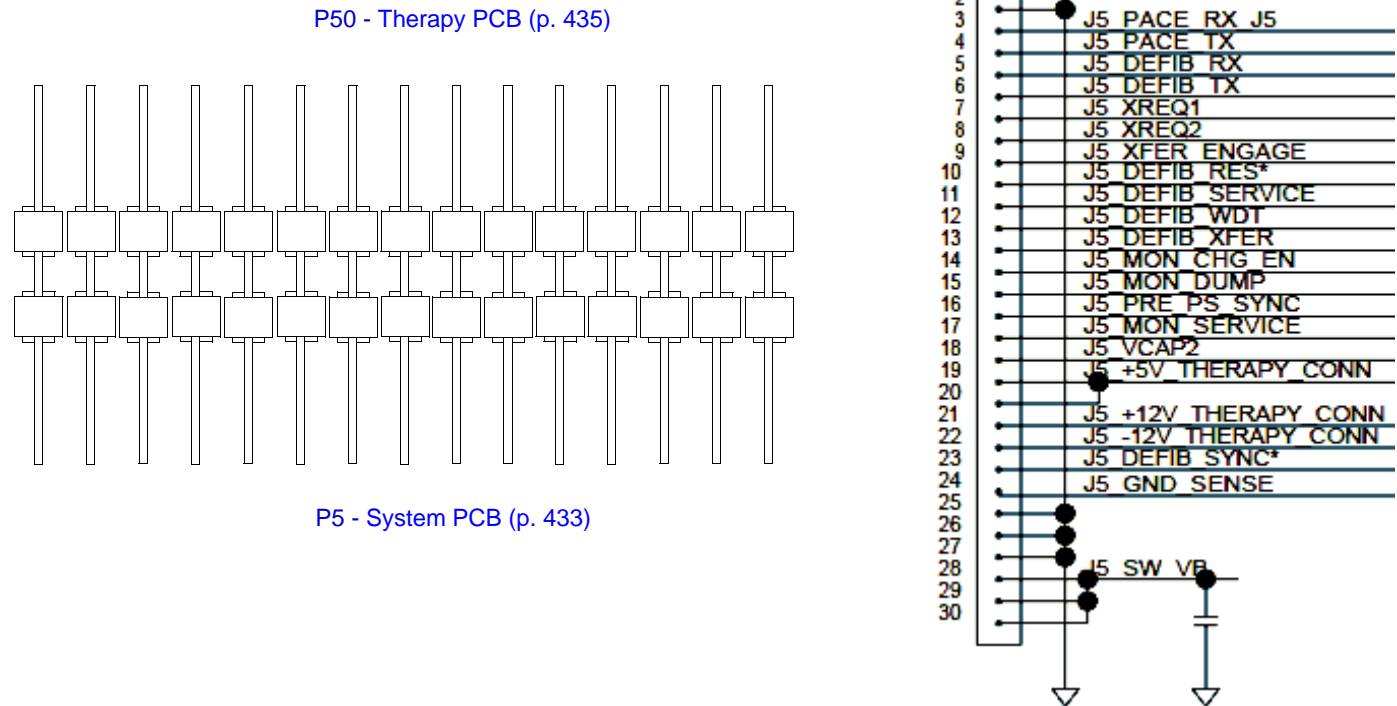 P50 - Therapy PCB (p. 435)
P5 - System PCB (p. 433)
2
3 J5_PACE_RX_J5
4 J5_PACE_TX
5 J5_DEFIB_RX
6 J5_DEFIB_TX
7 J5_XREQ1
8 J5_XREQ2
9 J5_XFER_ENGAGE
10 J5_DEFIB_RES*
11 J5_DEFIB_SERVICE
12 J5_DEFIB_WDT
13 J5_DEFIB_XFER
14 J5_MON_CHG_EN
15 J5_MON_DUMP
16 J5_PRE_PS_SYNC
17 J5_MON_SERVICE
18 J5_VCAP2
19 J5_+5V_THERAPY_CONN
20
21 J5_+12V_THERAPY_CONN
22 J5_-12V_THERAPY_CONN
23 J5_DEFIB_SYNC*
24 J5_GND_SENSE
25
26
27
28 J5_SW_VB
29
30